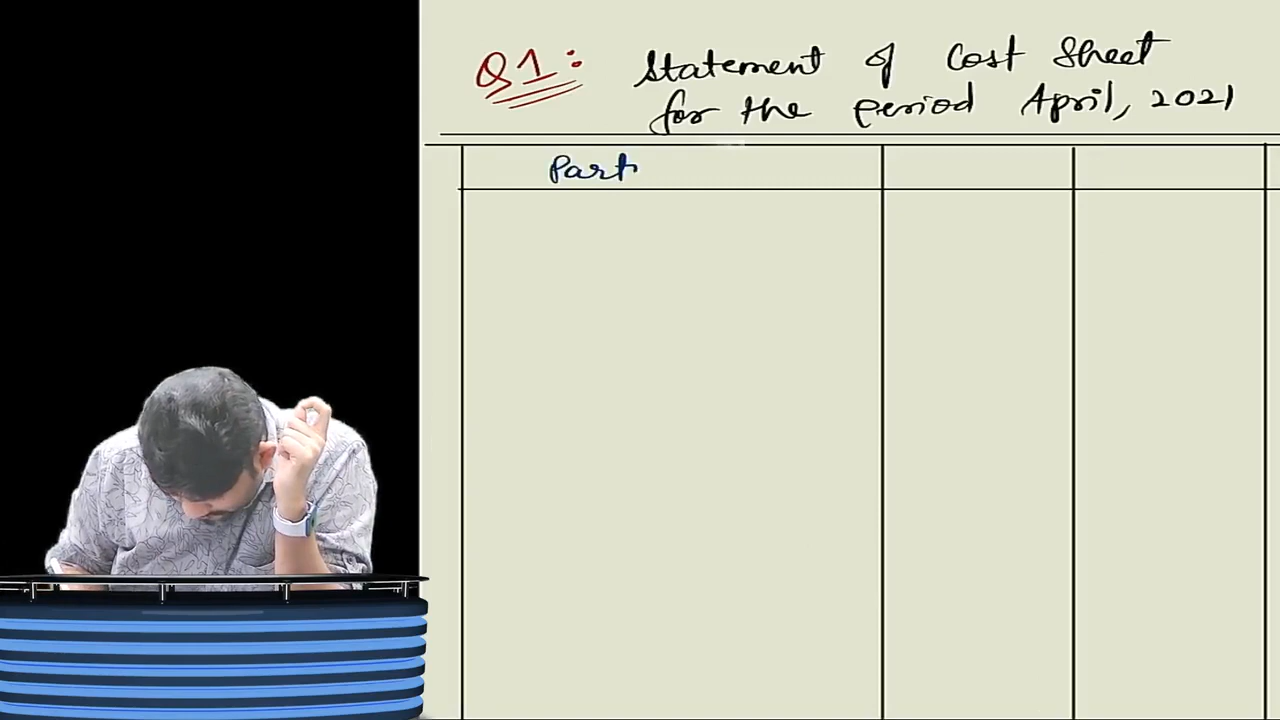 Q1:
Statement of Cost Sheet
for the period April, 2021
Part